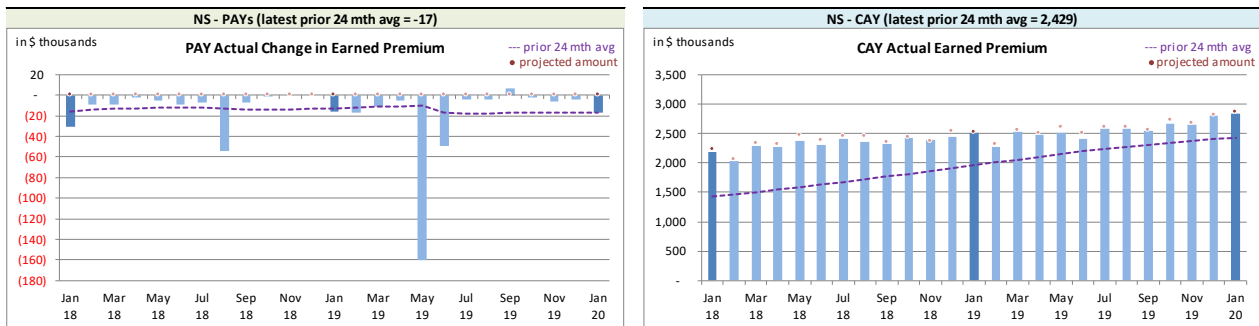 NS - PAYs (latest prior 24 mth avg = -17)
in $ thousands
PAY Actual Change in Earned Premium
--- prior 24 mth avg
• projected amount
20
-
(20)
(40)
(60)
(80)
(100)
(120)
(140)
(160)
(180)
Jan Mar May Jul Sep Nov Jan Mar May Jul Sep Nov Jan
18 18 18 18 18 18 19 19 19 19 19 19 20
NS - CAY (latest prior 24 mth avg = 2,429)
in $ thousands
CAY Actual Earned Premium
--- prior 24 mth avg
• projected amount
3,500
3,000
2,500
2,000
1,500
1,000
500
-
Jan Mar May Jul Sep Nov Jan Mar May Jul Sep Nov Jan
18 18 18 18 18 18 19 19 19 19 19 19 20